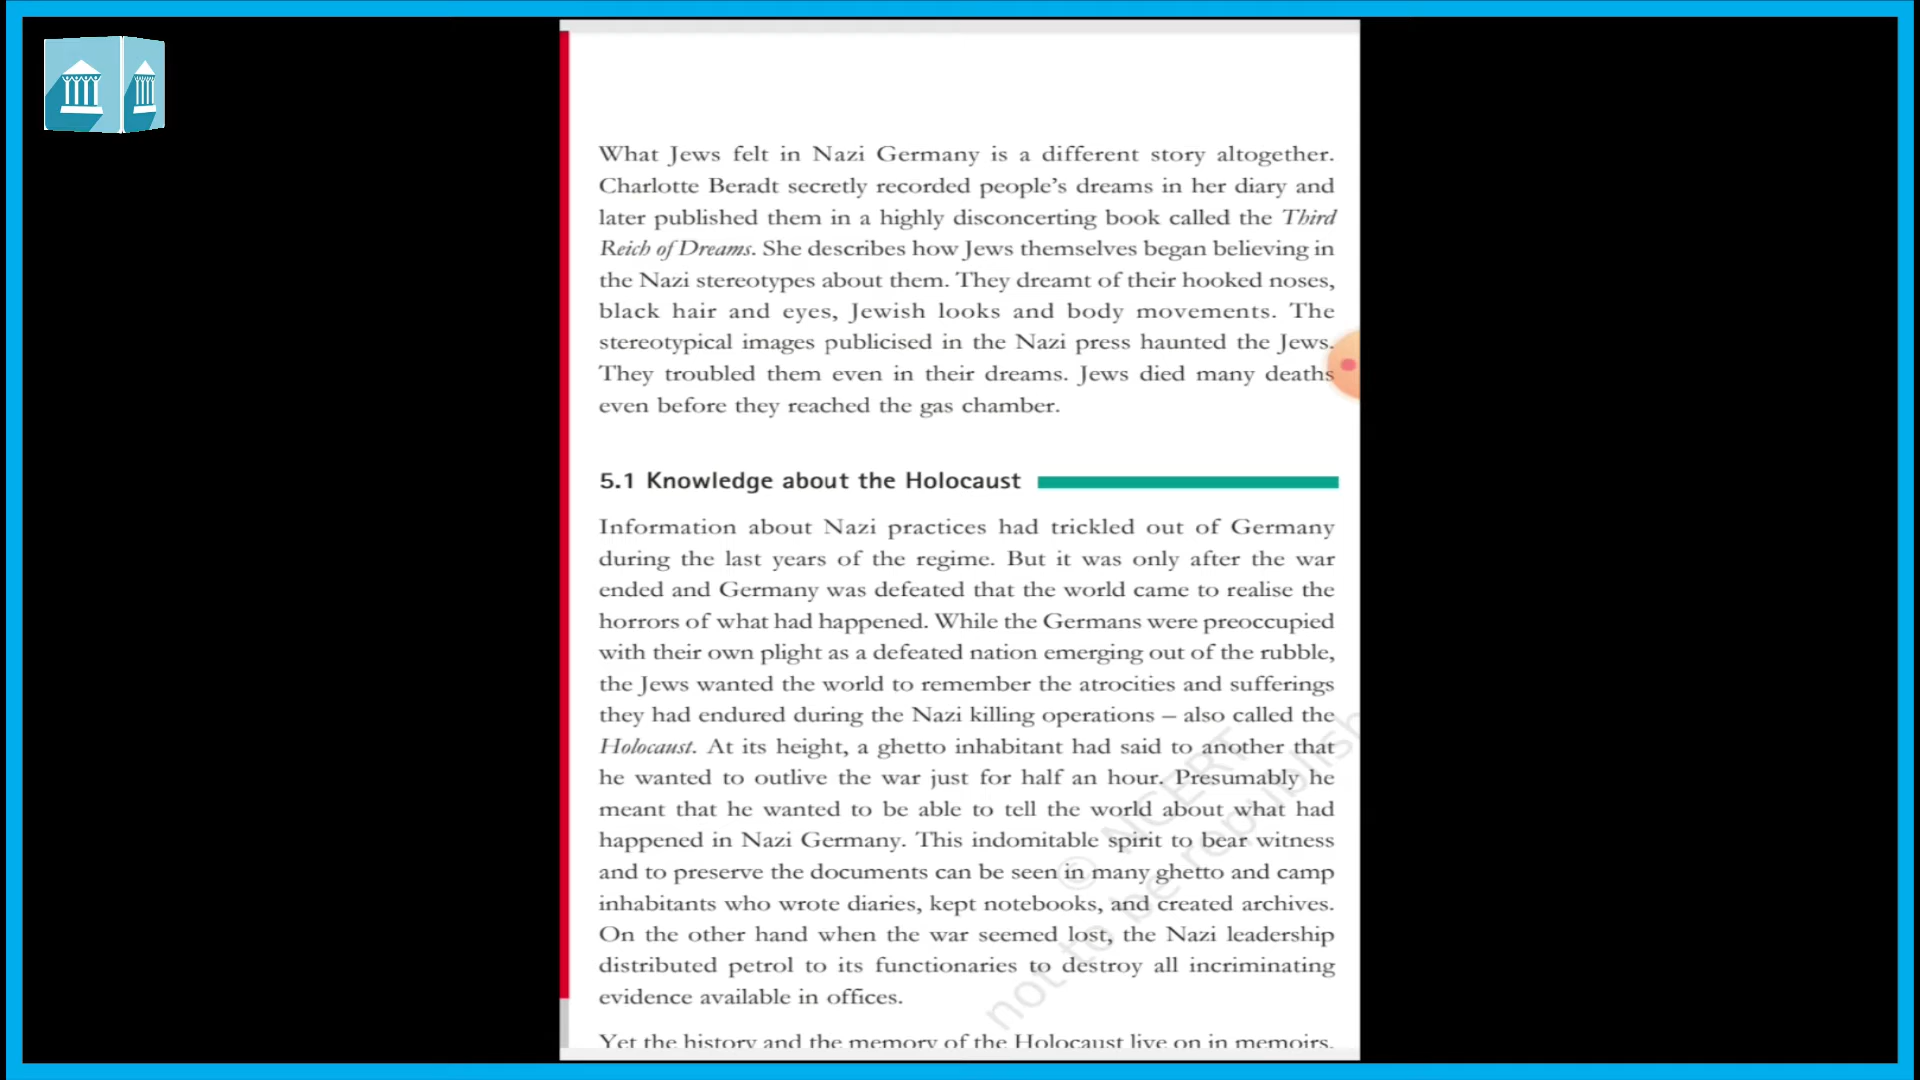 What Jews felt in Nazi Germany is a different story altogether.
Charlotte Beradt secretly recorded people's dreams in her diary and
later published them in a highly disconcerting book called the Third
Reich of Dreams. She describes how Jews themselves began believing in
the Nazi stereotypes about them. They dreamt of their hooked noses,
black hair and eyes, Jewish looks and body movements. The
stereotypical images publicised in the Nazi press haunted the Jews.
They troubled them even in their dreams. Jews died many deaths
even before they reached the gas chamber.
5.1 Knowledge about the Holocaust
Information about Nazi practices had trickled out of Germany
during the last years of the regime. But it was only after the war
ended and Germany was defeated that the world came to realise the
horrors of what had happened. While the Germans were preoccupied
with their own plight as a defeated nation emerging out of the rubble,
the Jews wanted the world to remember the atrocities and sufferings
they had endured during the Nazi killing operations – also called the
Holocaust. At its height, a ghetto inhabitant had said to another that
he wanted to outlive the war just for half an hour. Presumably he
meant that he wanted to be able to tell the world about what had
happened in Nazi Germany. This indomitable spirit to bear witness
and to preserve the documents can be seen in many ghetto and camp
inhabitants who wrote diaries, kept notebooks, and created archives.
On the other hand when the war seemed lost, the Nazi leadership
distributed petrol to its functionaries to destroy all incriminating
evidence available in offices.
Yet the history and the memory of the Holocaust live on in memoirs,
© NCERT
not to be republish